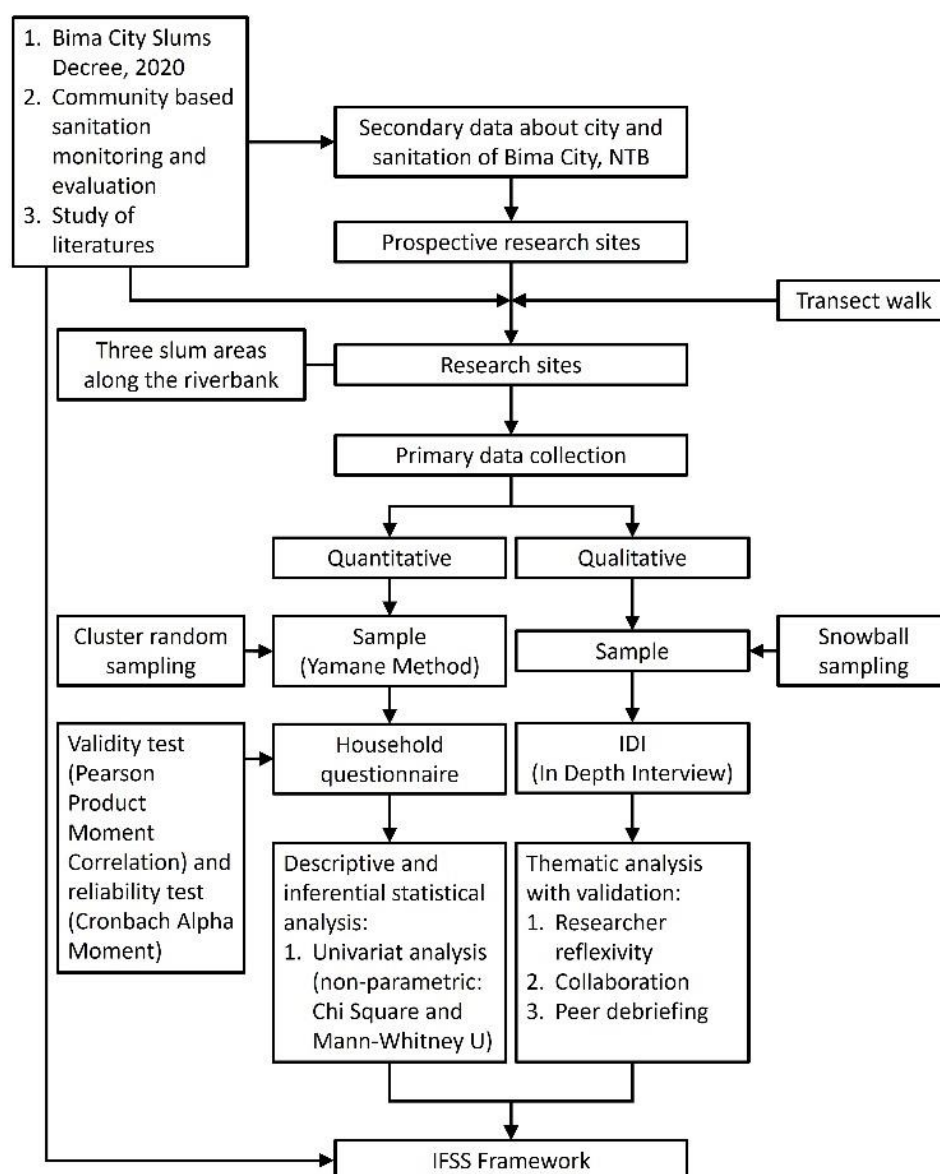 1. Bima City Slums
Decree, 2020
2. Community based
sanitation
monitoring and
evaluation
3. Study of
literatures
Secondary data about city and
sanitation of Bima City, NTB
Prospective research sites
Transect walk
Three slum areas
along the riverbank
Research sites
Primary data collection
Quantitative
Qualitative
Cluster random
sampling
Sample
(Yamane Method)
Sample
Snowball
sampling
Validity test
(Pearson
Product
Moment
Correlation) and
reliability test
(Cronbach Alpha
Moment)
Household
questionnaire
IDI
(In Depth Interview)
Descriptive and
inferential statistical
analysis:
1. Univariat analysis
(non-parametric:
Chi Square and
Mann-Whitney U)
Thematic analysis
with validation:
1. Researcher
reflexivity
2. Collaboration
3. Peer debriefing
IFSS Framework